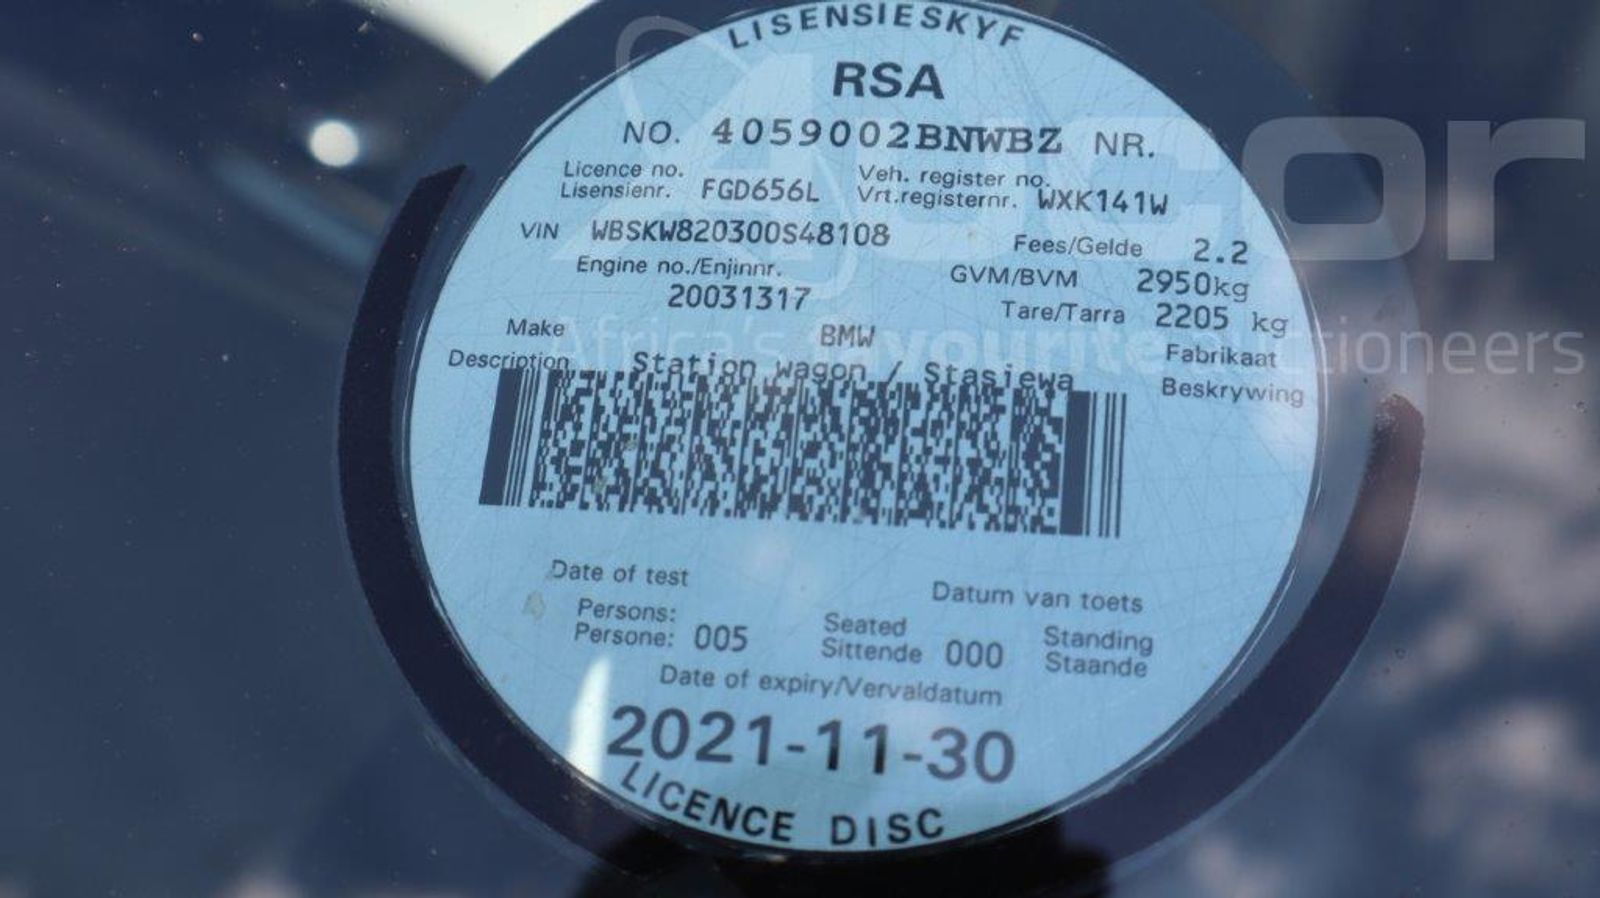 LISENSIESKYF
RSA
NO. 4059002BNWBZ NR.
Licence no. Veh. register no.
Lisensienr. FGD656L Vrt.registernr. WXK141W
VIN WBSKW820300S48108 Fees/Gelde 2.2
Engine no./Enjinnr. GVM/BVM 2950kg
20031317 Tare/Tarra 2205 kg
Make BMW Fabrikaat
Description Station wagon / Stasiewa Beskrywing
Date of test Datum van toets
Persons: Seated Standing
Persone: 005 Sittende 000 Staande
Date of expiry/Vervaldatum
2021-11-30
LICENCE DISC
Aucor
Africa's favourite auctioneers